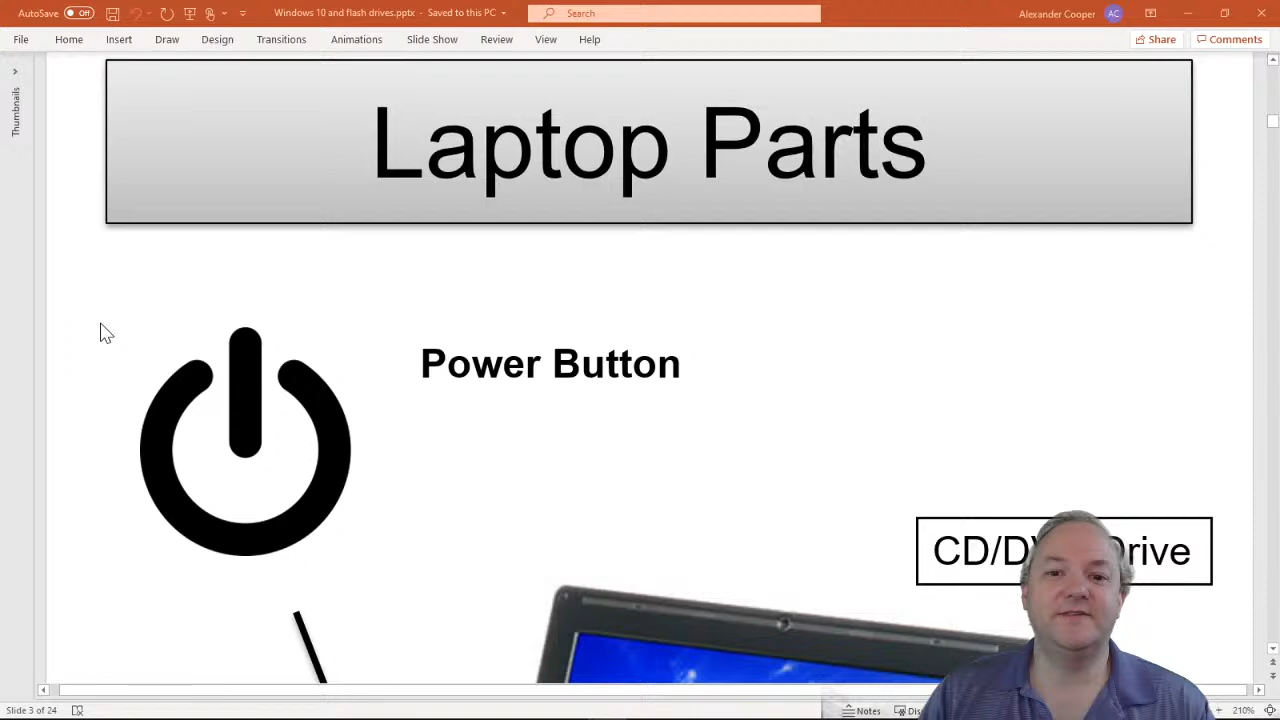 AutoSave Off
Windows 10 and flash drives.pptx - Saved to this PC
Search
Alexander Cooper AC
File Home Insert Draw Design Transitions Animations Slide Show Review View Help
Share Comments
Thumbnails
Laptop Parts
Power Button
CD/DV Drive
Slide 3 of 24
Notes
210%